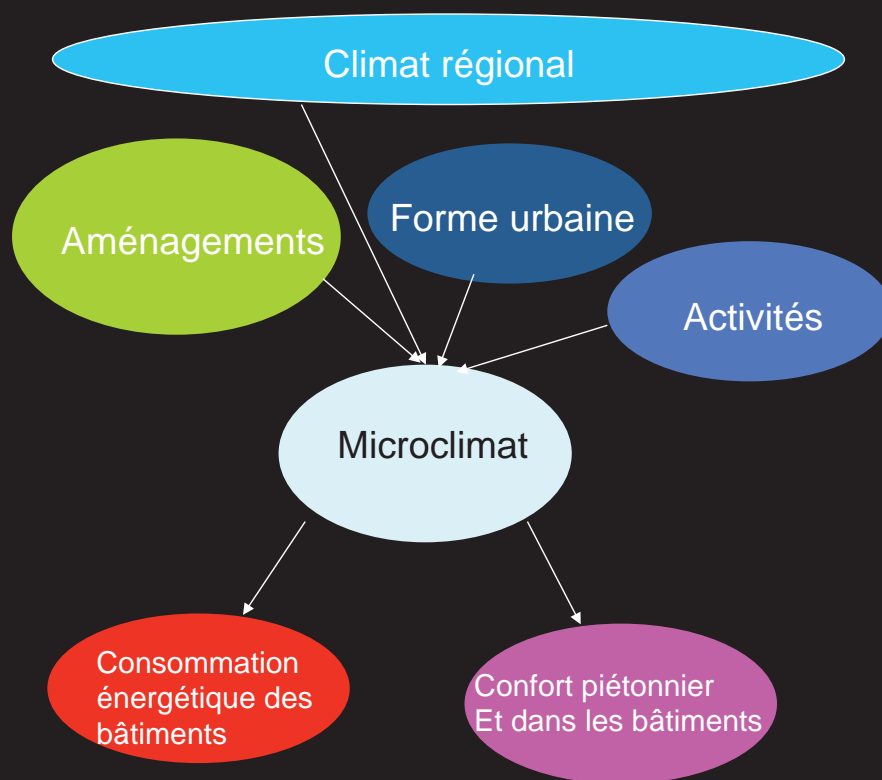 Climat régional
Aménagements
Forme urbaine
Activités
Microclimat
Consommation
énergétique des
bâtiments
Confort piétonnier
Et dans les bâtiments